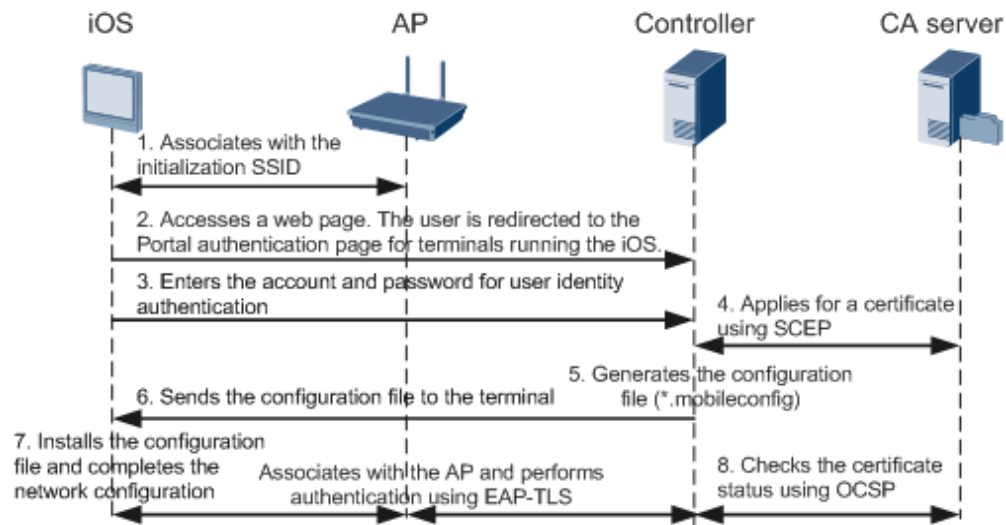 iOS
AP
Controller
CA server
1. Associates with the
initialization SSID
2. Accesses a web page. The user is redirected to the
Portal authentication page for terminals running the iOS.
3. Enters the account and password for user identity
authentication
4. Applies for a certificate
using SCEP
5. Generates the configuration
file (*.mobileconfig)
6. Sends the configuration file to the terminal
7. Installs the configuration
file and completes the
network configuration
Associates with the AP and performs
authentication using EAP-TLS
8. Checks the certificate
status using OCSP